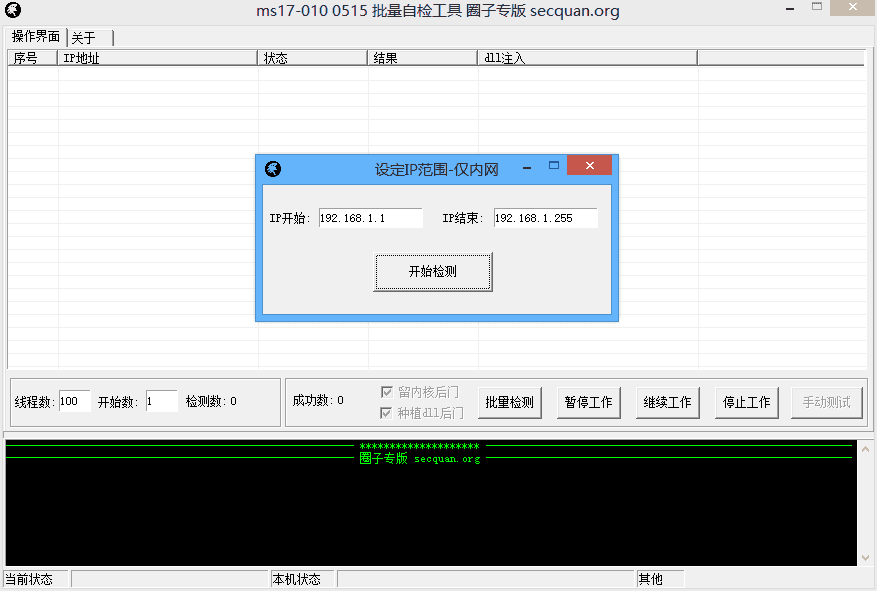 ms17-010 0515 批量自检工具 圈子专版 secquan.org
操作界面 关于
序号 IP地址 状态 结果 dll注入
设定IP范围-仅内网
IP开始: 192.168.1.1 IP结束: 192.168.1.255
开始检测
线程数: 100 开始数: 1 检测数: 0
成功数: 0
留内核后门
种植dll后门
批量检测 暂停工作 继续工作 停止工作 手动测试
********************
圈子专版 secquan.org
当前状态 本机状态 其他